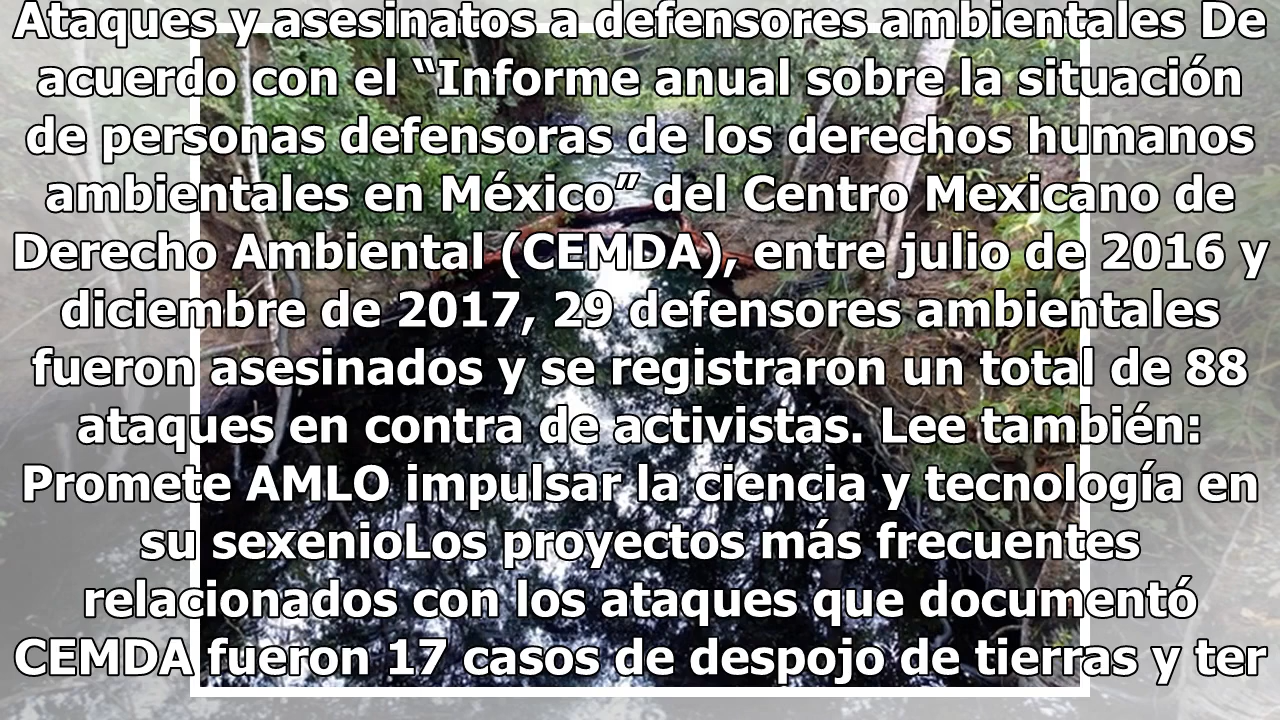 Ataques y asesinatos a defensores ambientales De
acuerdo con el “Informe anual sobre la situación
de personas defensoras de los derechos humanos
ambientales en México” del Centro Mexicano de
Derecho Ambiental (CEMDA), entre julio de 2016 y
diciembre de 2017, 29 defensores ambientales
fueron asesinados y se registraron un total de 88
ataques en contra de activistas. Lee también:
Promete AMLO impulsar la ciencia y tecnología en
su sexenioLos proyectos más frecuentes
relacionados con los ataques que documentó
CEMDA fueron 17 casos de despojo de tierras y ter